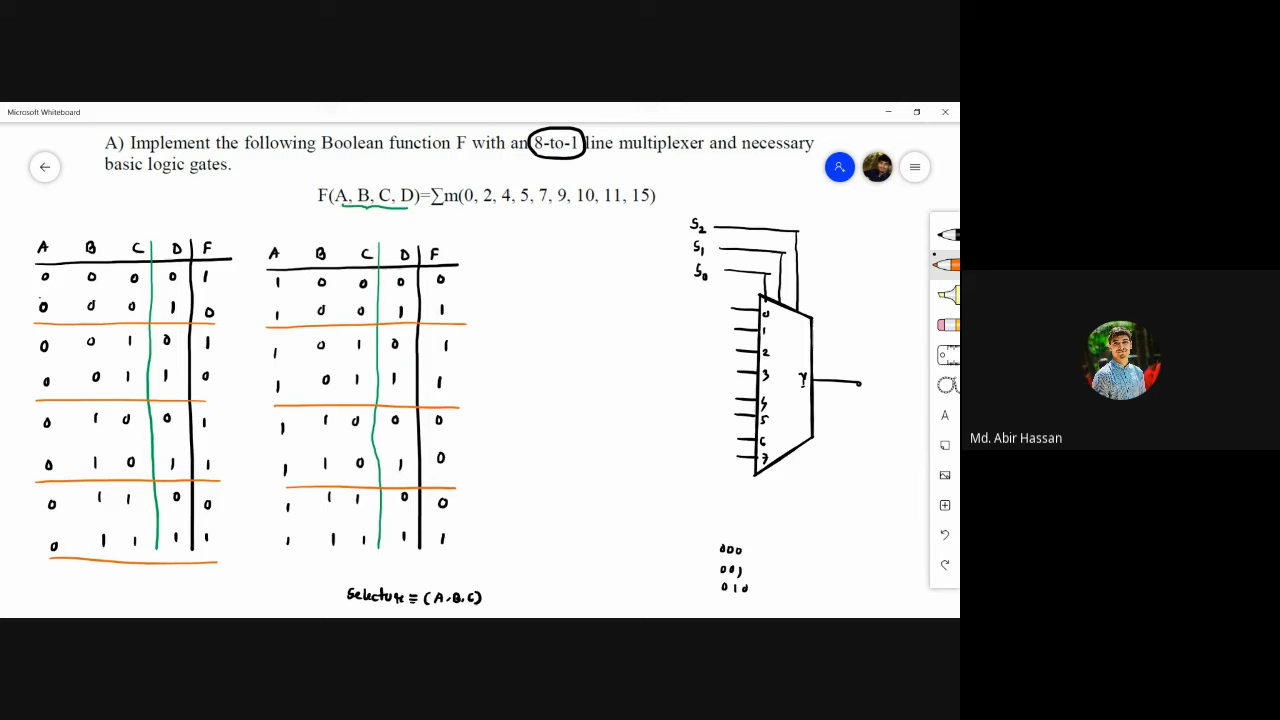 Microsoft Whiteboard
A) Implement the following Boolean function F with an 8-to-1 line multiplexer and necessary
basic logic gates.
F(A, B, C, D)=∑m(0, 2, 4, 5, 7, 9, 10, 11, 15)
A B C D F
0 0 0 0 1
0 0 0 1 0
0 0 1 0 1
0 0 1 1 0
0 1 0 0 1
0 1 0 1 1
0 1 1 0 0
0 1 1 1 1
A B C D F
1 0 0 0 0
1 0 0 1 1
1 0 1 0 1
1 0 1 1 1
1 1 0 0 0
1 1 0 1 0
1 1 1 0 0
1 1 1 1 1
S2
S1
S0
0
1
2
3
4
5
6
7
Y
000
001
010
= (A,B,C)
A
Md. Abir Hassan